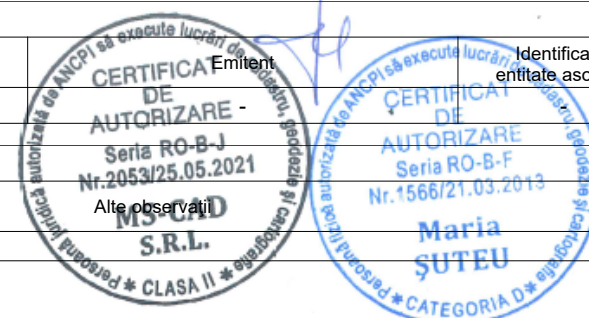 Emitent
Identifica
entitate aso
-
-
Alte observații
Persoană juridică autorizată de ANCPI să execute lucrări de cadastru, geodezie și cartografie
CERTIFICAT
DE
AUTORIZARE
Seria RO-B-J
Nr.2053/25.05.2021
MS-CAD
S.R.L.
* CLASA II *
Persoană fizică autorizată de ANCPI să execute lucrări de cadastru, geodezie și cartografie
CERTIFICAT
DE
AUTORIZARE
Seria RO-B-F
Nr.1566/21.03.2013
Maria
ȘUTEU
* CATEGORIA D *